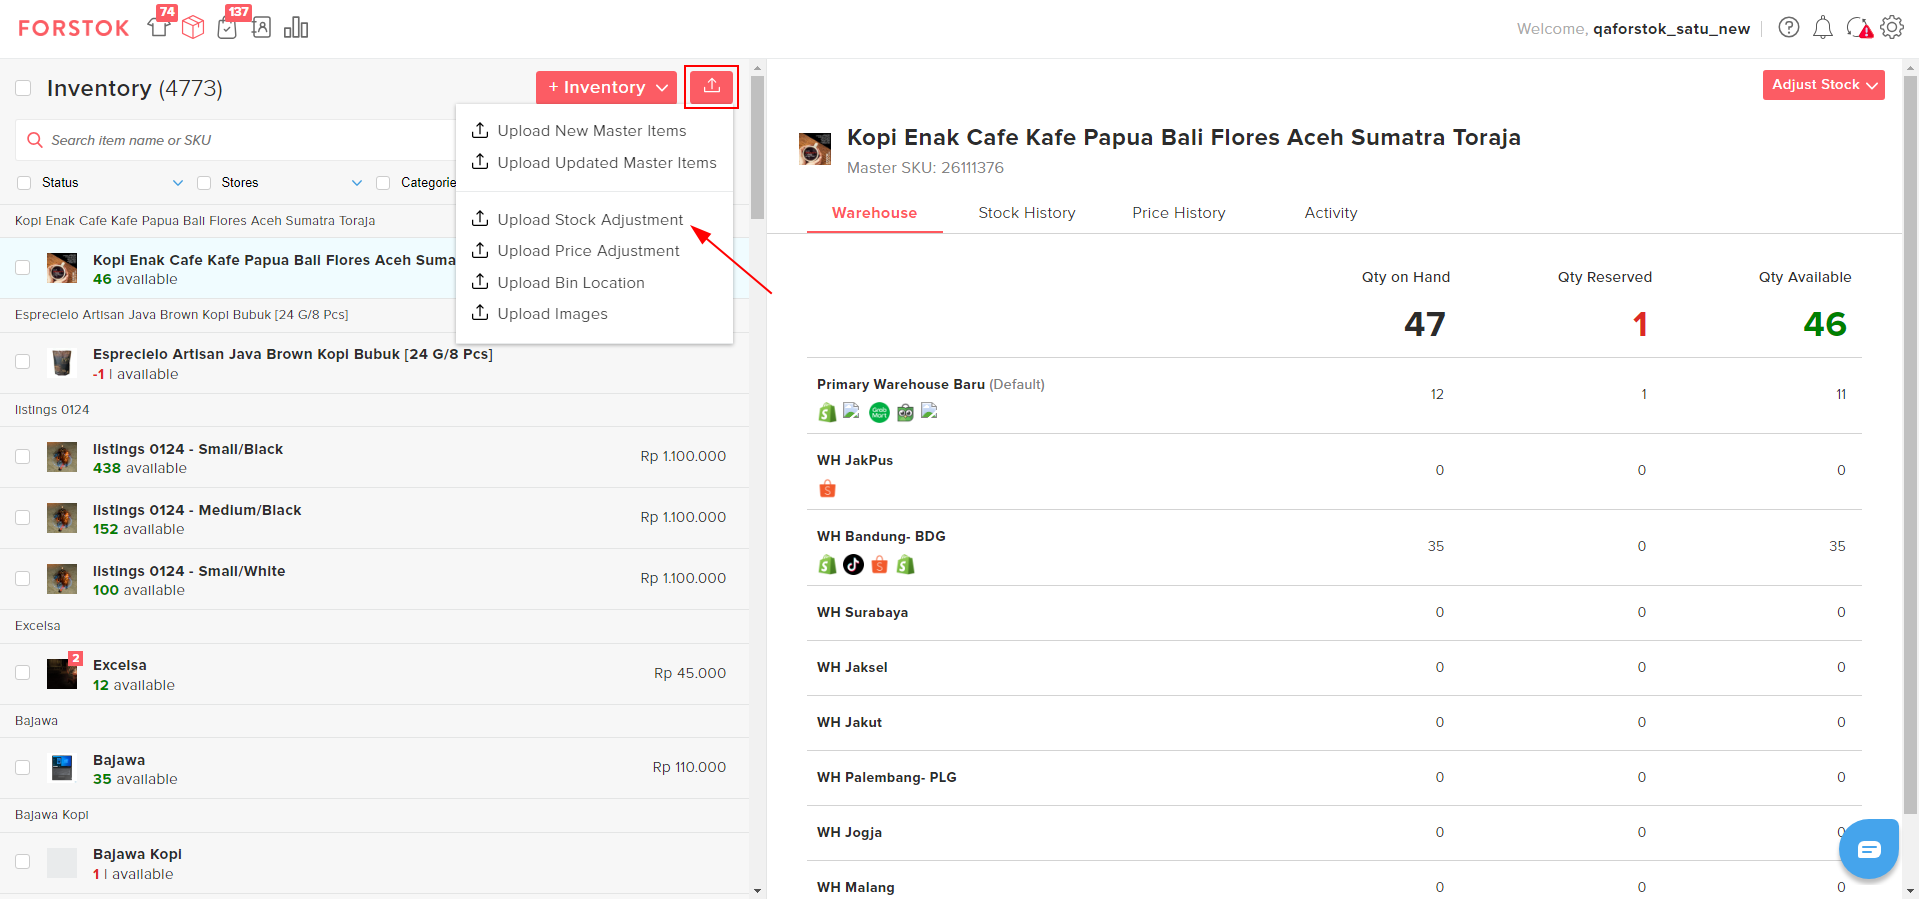 FORSTOK
74
137
Welcome, qaforstok_satu_new
Inventory (4773)
+ Inventory
Search item name or SKU
Status
Stores
Categorie
Upload New Master Items
Upload Updated Master Items
Upload Stock Adjustment
Upload Price Adjustment
Upload Bin Location
Upload Images
Kopi Enak Cafe Kafe Papua Bali Flores Aceh Sumatra Toraja
Kopi Enak Cafe Kafe Papua Bali Flores Aceh Suma
46 available
Esprecielo Artisan Java Brown Kopi Bubuk [24 G/8 Pcs]
Esprecielo Artisan Java Brown Kopi Bubuk [24 G/8 Pcs]
-1 | available
listings 0124
listings 0124 - Small/Black
438 available
Rp 1.100.000
listings 0124 - Medium/Black
152 available
Rp 1.100.000
listings 0124 - Small/White
100 available
Rp 1.100.000
Excelsa
2
Excelsa
12 available
Rp 45.000
Bajawa
Bajawa
35 available
Rp 110.000
Bajawa Kopi
Bajawa Kopi
1 | available
Adjust Stock
Kopi Enak Cafe Kafe Papua Bali Flores Aceh Sumatra Toraja
Master SKU: 26111376
Warehouse
Stock History
Price History
Activity
Qty on Hand
Qty Reserved
Qty Available
47
1
46
Primary Warehouse Baru (Default)
12
1
11
Grab
Mart
WH JakPus
0
0
0
WH Bandung- BDG
35
0
35
WH Surabaya
0
0
0
WH Jaksel
0
0
0
WH Jakut
0
0
0
WH Palembang- PLG
0
0
0
WH Jogja
0
0
0
WH Malang
0
0
0